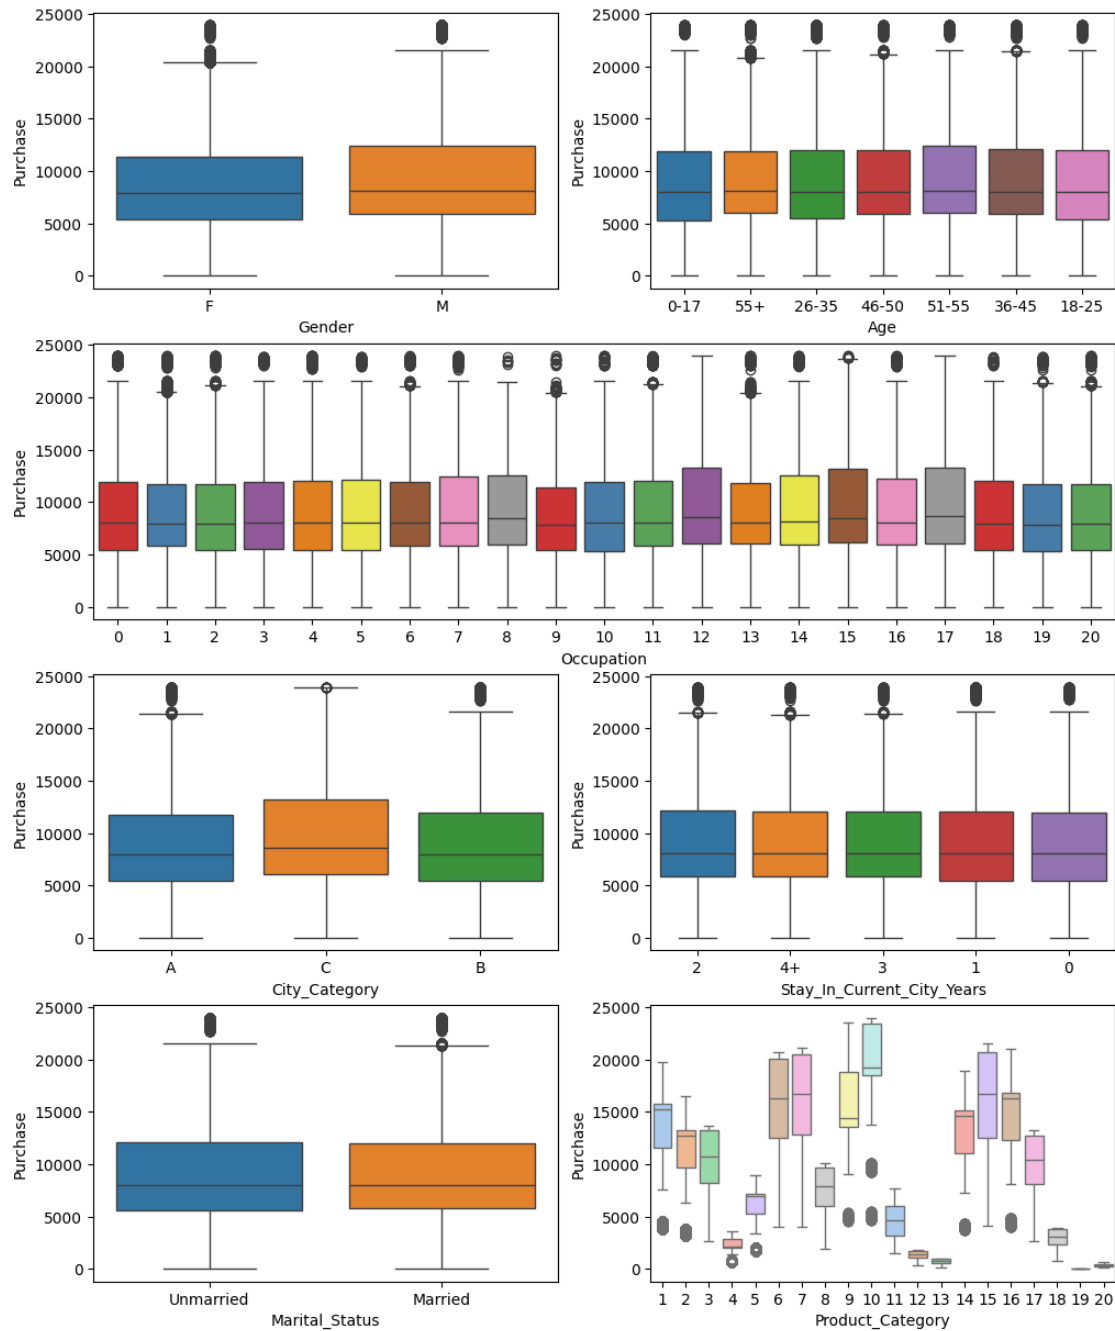 25000
20000
15000
10000
5000
0
Purchase
F M
Gender
25000
20000
15000
10000
5000
0
Purchase
0-17 55+ 26-35 46-50 51-55 36-45 18-25
Age
25000
20000
15000
10000
5000
0
Purchase
0 1 2 3 4 5 6 7 8 9 10 11 12 13 14 15 16 17 18 19 20
Occupation
25000
20000
15000
10000
5000
0
Purchase
A C B
City_Category
25000
20000
15000
10000
5000
0
Purchase
2 4+ 3 1 0
Stay_In_Current_City_Years
25000
20000
15000
10000
5000
0
Purchase
Unmarried Married
Marital_Status
25000
20000
15000
10000
5000
0
Purchase
1 2 3 4 5 6 7 8 9 10 11 12 13 14 15 16 17 18 19 20
Product_Category